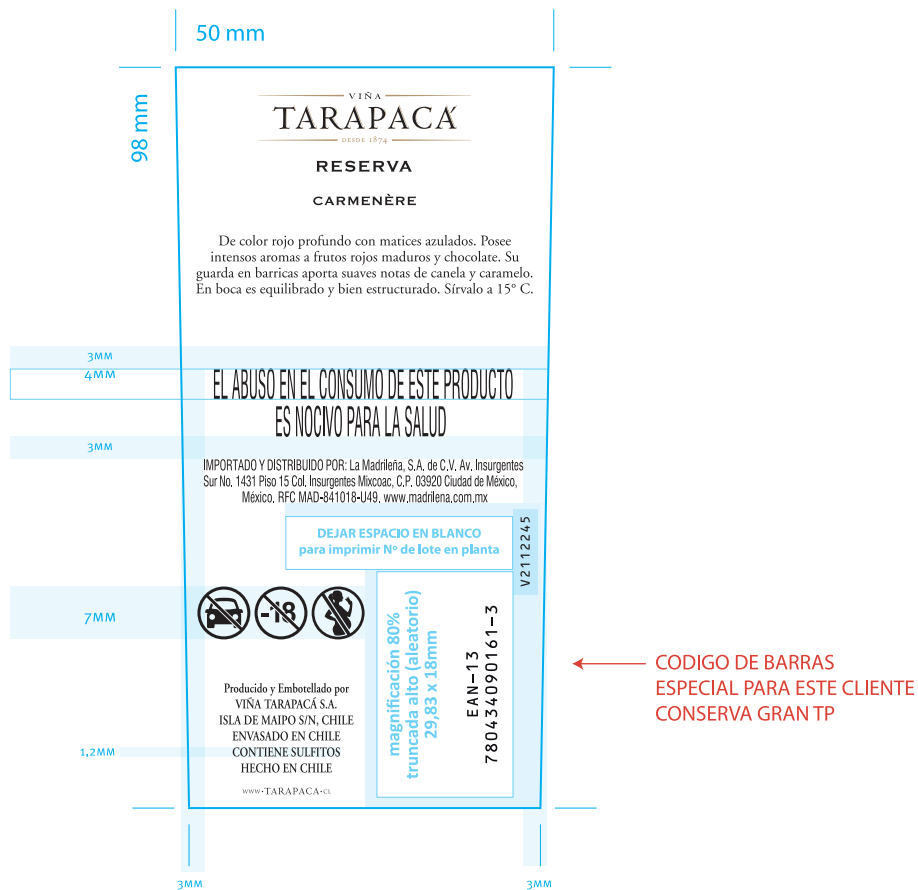 50 mm
98 mm
VIÑA
TARAPACÁ
DESDE 1874
RESERVA
CARMENÈRE
De color rojo profundo con matices azulados. Posee
intensos aromas a frutos rojos maduros y chocolate. Su
guarda en barricas aporta suaves notas de canela y caramelo.
En boca es equilibrado y bien estructurado. Sírvalo a 15° C.
3MM
4MM
EL ABUSO EN EL CONSUMO DE ESTE PRODUCTO
ES NOCIVO PARA LA SALUD
3MM
IMPORTADO Y DISTRIBUIDO POR: La Madrileña, S.A. de C.V. Av. Insurgentes
Sur No. 1431 Piso 15 Col. Insurgentes Mixcoac, C.P. 03920 Ciudad de México,
México. RFC MAD-841018-U49. www.madrilena.com.mx
DEJAR ESPACIO EN BLANCO
para imprimir Nº de lote en planta
V2112245
7MM
-18
magnificación 80%
truncada alto (aleatorio)
29,83 x 18mm
EAN-13
780434090161-3
CODIGO DE BARRAS
ESPECIAL PARA ESTE CLIENTE
CONSERVA GRAN TP
Producido y Embotellado por
VIÑA TARAPACÁ S.A.
ISLA DE MAIPO S/N, CHILE
ENVASADO EN CHILE
1,2MM
CONTIENE SULFITOS
HECHO EN CHILE
WWW·TARAPACA·CL
3MM
3MM